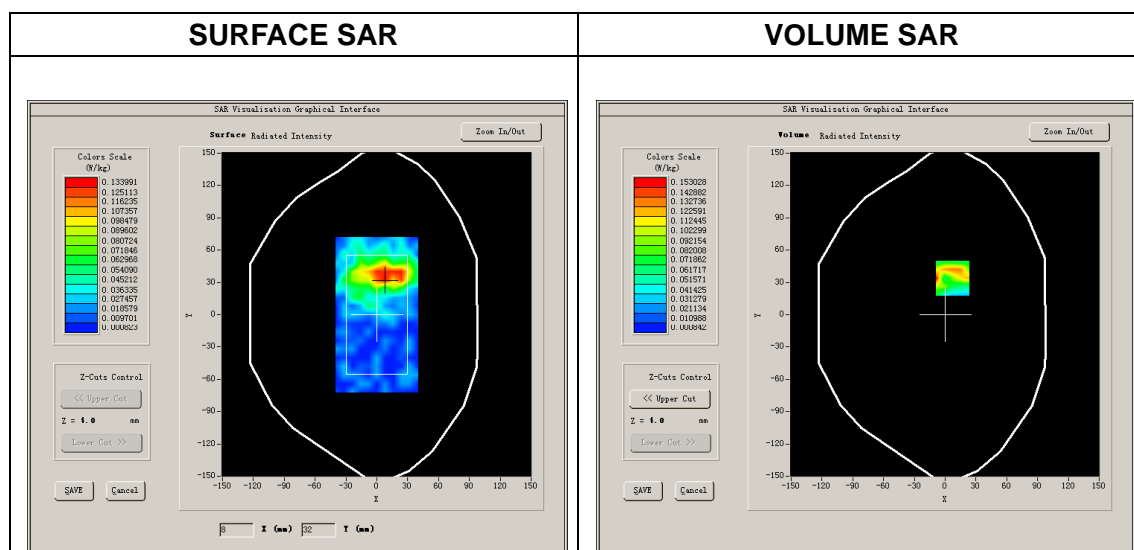 SURFACE SAR
VOLUME SAR
SAR Visualisation Graphical Interface
Surface Radiated Intensity
Zoom In/Out
Colors Scale
(W/kg)
0.133991
0.125113
0.116235
0.107357
0.098479
0.089602
0.080724
0.071846
0.062968
0.054090
0.045212
0.036335
0.027457
0.018579
0.009701
0.000823
150
120
90
60
30
0
-30
-60
-90
-120
-150
Y
-150 -120 -90 -60 -30 0 30 60 90 120 150
X
Z-Cuts Control
<< Upper Cut
Z = 4.0 mm
Lower Cut >>
SAVE Cancel
8 X (mm) 32 Y (mm)
SAR Visualisation Graphical Interface
Volume Radiated Intensity
Zoom In/Out
Colors Scale
(W/kg)
0.153028
0.142882
0.132736
0.122591
0.112445
0.102299
0.092154
0.082008
0.071862
0.061717
0.051571
0.041425
0.031279
0.021134
0.010988
0.000842
150
120
90
60
30
0
-30
-60
-90
-120
-150
Y
-150 -120 -90 -60 -30 0 30 60 90 120 150
X
Z-Cuts Control
<< Upper Cut
Z = 4.0 mm
Lower Cut >>
SAVE Cancel